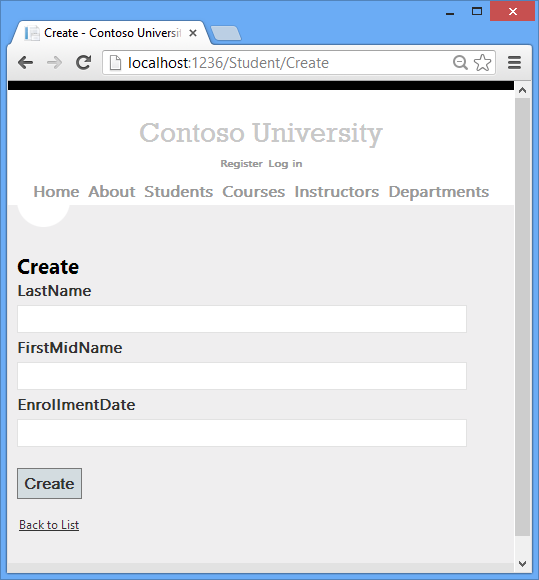 Create - Contoso Universit
localhost:1236/Student/Create
Contoso University
Register Log in
Home About Students Courses Instructors Departments
Create
LastName
FirstMidName
EnrollmentDate
Create
Back to List